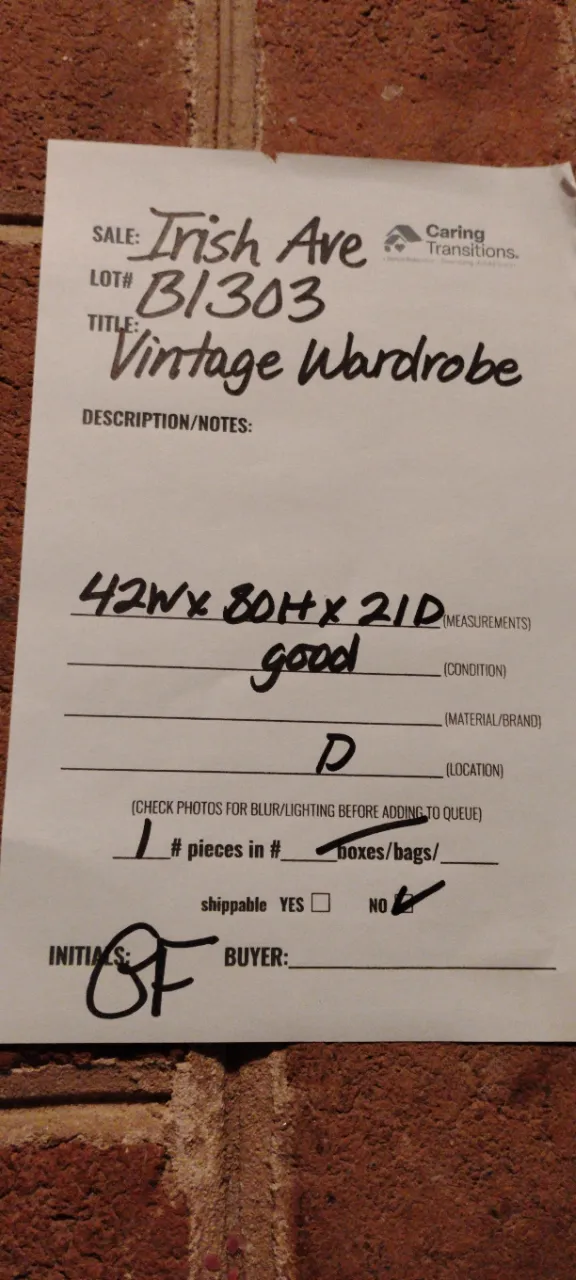 SALE: Irish Ave Caring Transitions.
LOT# B1303
TITLE: Vintage Wardrobe
DESCRIPTION/NOTES:
42W x 80H x 21D (MEASUREMENTS)
good (CONDITION)
(MATERIAL/BRAND)
D (LOCATION)
(CHECK PHOTOS FOR BLUR/LIGHTING BEFORE ADDING TO QUEUE)
1 # pieces in # boxes/bags/
shippable YES NO
INITIALS: BUYER: